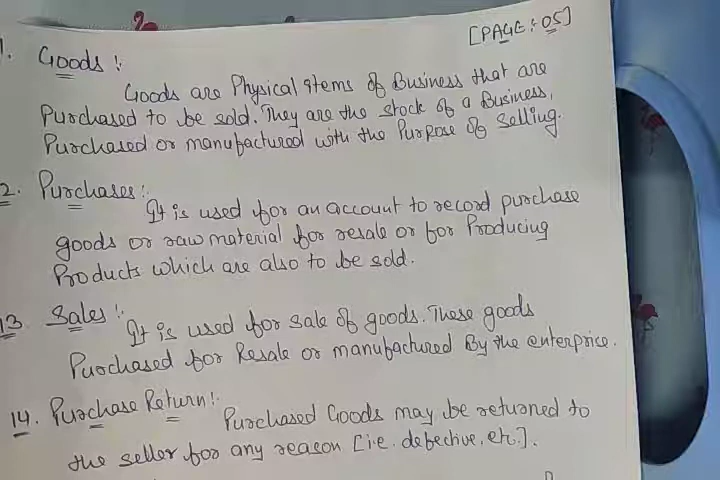 [PAGE: 05]
1. Goods:
Goods are Physical items of Business that are
Purchased to be sold. They are the stock of a Business,
Purchased or manufactured with the Purpose of Selling.
2. Purchases:
It is used for an account to record purchase
goods or raw material for resale or for Producing
Products which are also to be sold.
13 Sales:
It is used for sale of goods. These goods
Purchased for Resale or manufactured By the enterprice.
14. Purchase Return:
Purchased Goods may be returned to
the seller for any reason [i.e. defective, etc.].